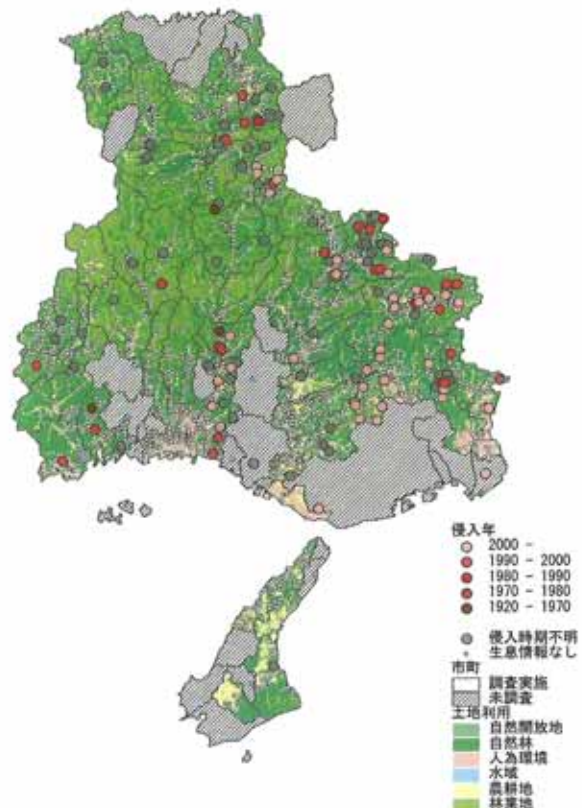 侵入年
2000 -
1990 - 2000
1980 - 1990
1970 - 1980
1920 - 1970
侵入時期不明
生息情報なし
市町
調査実施
未調査
土地利用
自然開放地
自然林
人為環境
水域
農耕地
林業地